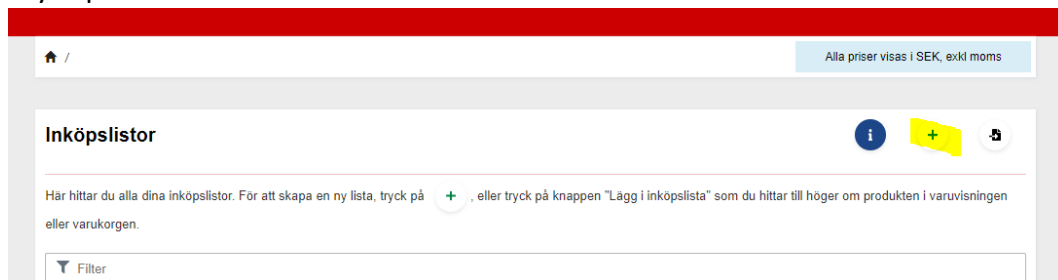 /
Alla priser visas i SEK, exkl moms
Inköpslistor
i +
Här hittar du alla dina inköpslistor. För att skapa en ny lista, tryck på + , eller tryck på knappen "Lägg i inköpslista" som du hittar till höger om produkten i varuvisningen
eller varukorgen.
Filter